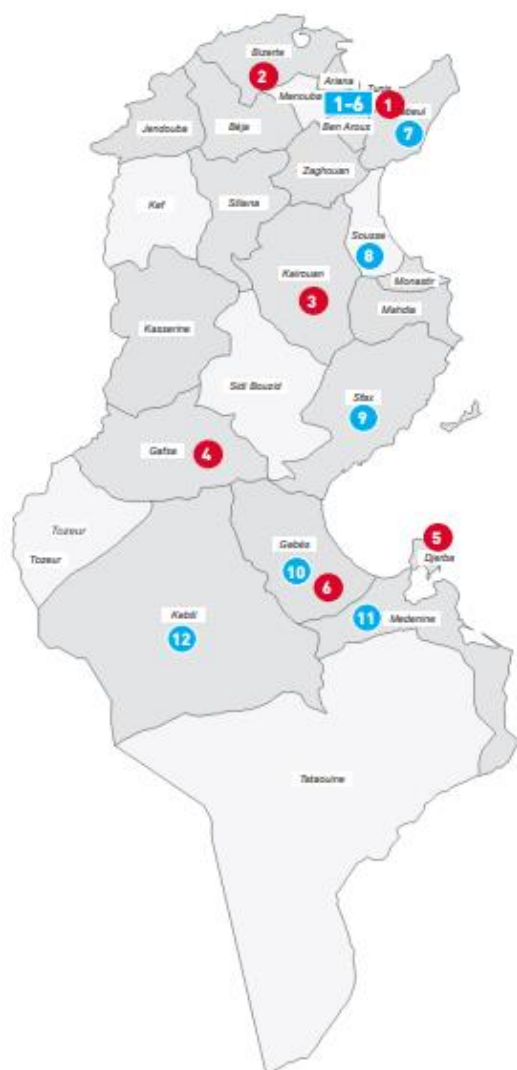 Bizerte
2
Ariana
Tunis
Manouba
1-6
1
Nabeul
Jendouba
Béja
Ben Arous
7
Zaghouan
Kef
Siliana
Sousse
8
Kairouan
Monastir
3
Mahdia
Kasserine
Sidi Bouzid
Sfax
9
Gafsa
4
Tozeur
5
Tozeur
Gabès
Djerba
10
6
Kebili
11
Medenine
12
Tataouine